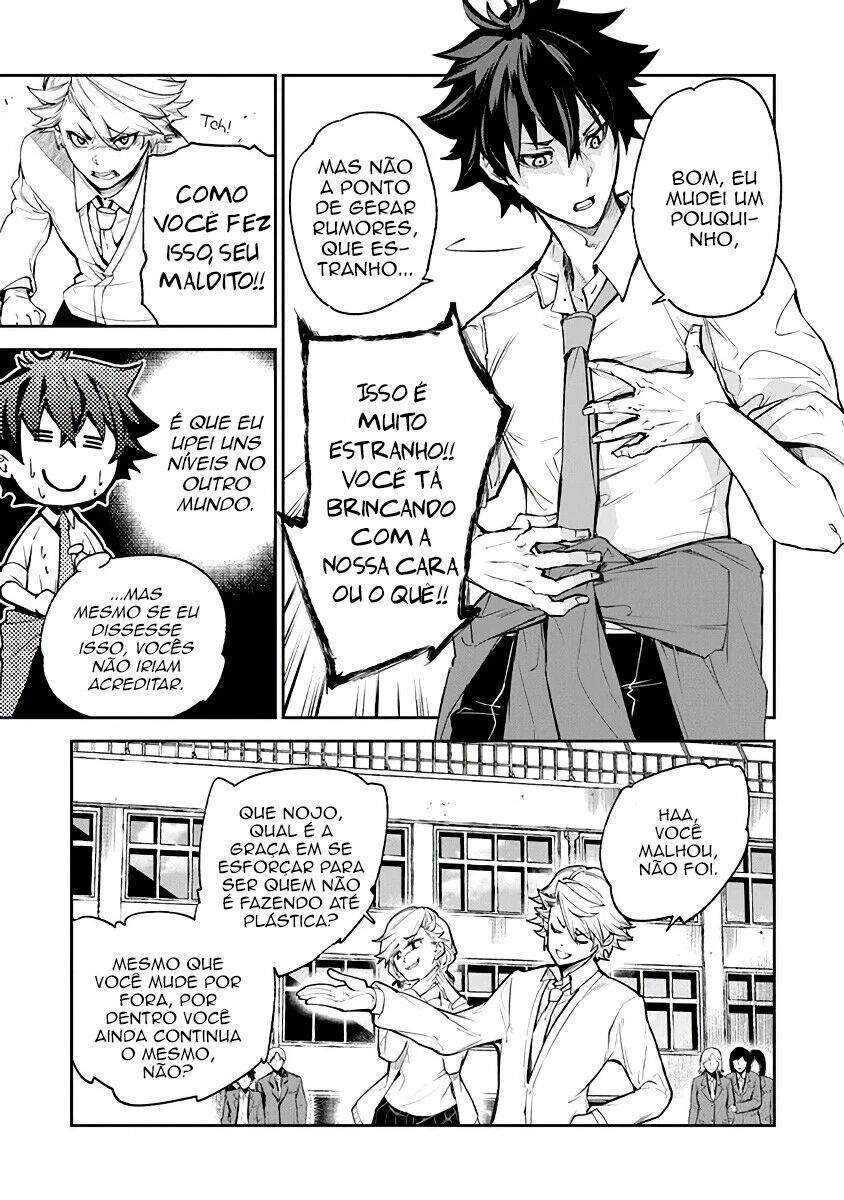 BOM, EU
MUDEI UM
POUQUI-
NHO,
MAS NÃO
A PONTO
DE GERAR
RUMORES,
QUE ES-
TRANHO...
ISSO É
MUITO
ESTRANHO!!
VOCÊ TÁ
BRINCANDO
COM A
NOSSA CARA
OU O QUÊ!!
Tch!
COMO
VOCÊ FEZ
ISSO, SEU
MALDITO!!
É QUE EU
UPEI UNS
NÍVEIS NO
OUTRO
MUNDO.
...MAS
MESMO SE EU
DISSESSE
ISSO, VOCÊS
NÃO IRIAM
ACREDITAR.
HAA,
VOCÊ
MALHOU,
NÃO FOI.
QUE NOJO,
QUAL É A
GRAÇA EM SE
ESFORÇAR PARA
SER QUEM NÃO
É FAZENDO ATÉ
PLÁSTICA?
MESMO QUE
VOCÊ MUDE POR
FORA, POR
DENTRO VOCÊ
AINDA CONTINUA
O MESMO,
NÃO?